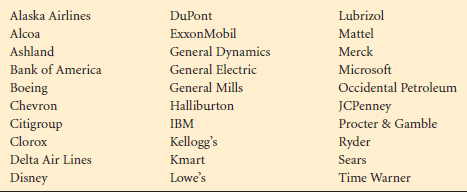 Alaska Airlines
Alcoa
Ashland
Bank of America
Boeing
Chevron
Citigroup
Clorox
Delta Air Lines
Disney
DuPont
ExxonMobil
General Dynamics
General Electric
General Mills
Halliburton
IBM
Kellogg's
Kmart
Lowe's
Lubrizol
Mattel
Merck
Microsoft
Occidental Petroleum
JCPenney
Procter & Gamble
Ryder
Sears
Time Warner